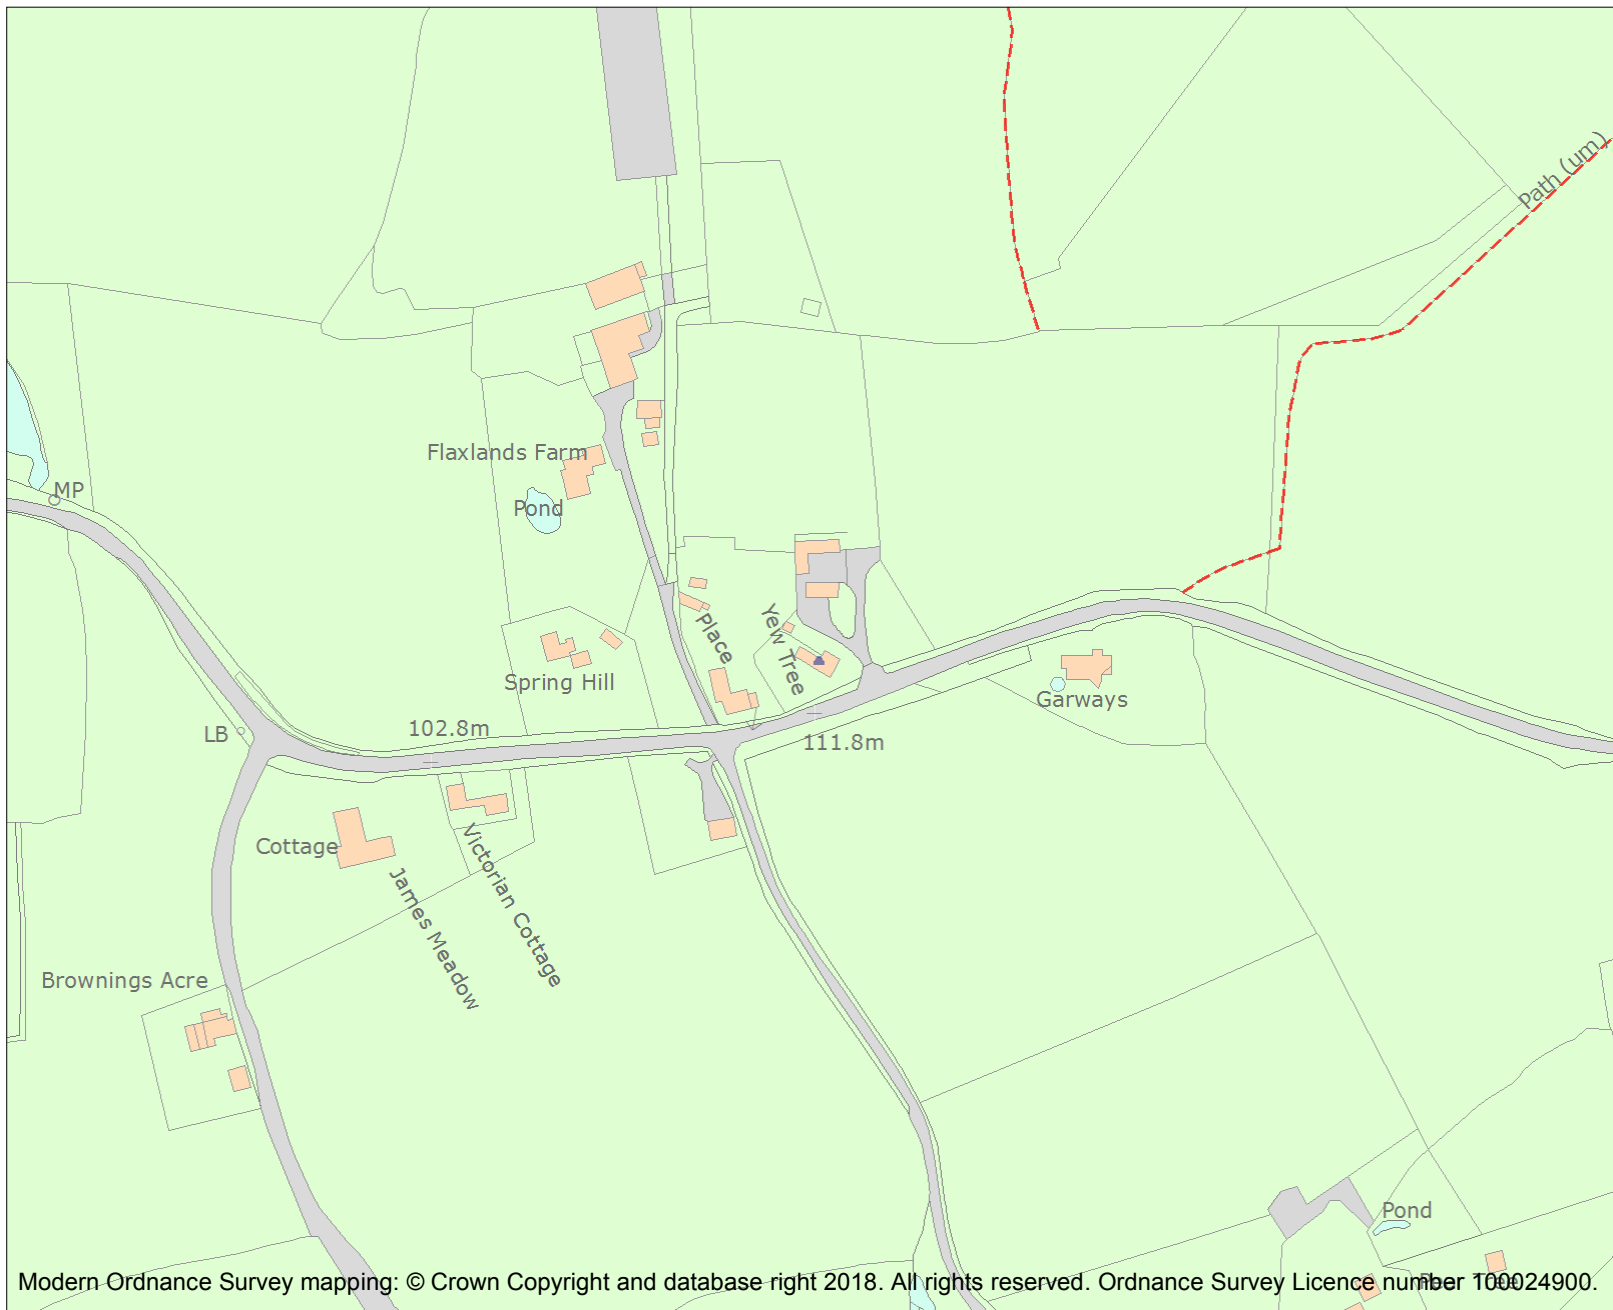 Path (um)
Flaxlands Farm
MP
Pond
Yew Tree
Place
Spring Hill
Garways
LB
102.8m
111.8m
Cottage
Victorian Cottage
James Meadow
Brownings Acre
Pond
Modern Ordnance Survey mapping: © Crown Copyright and database right 2018. All rights reserved. Ordnance Survey Licence number 100024900.